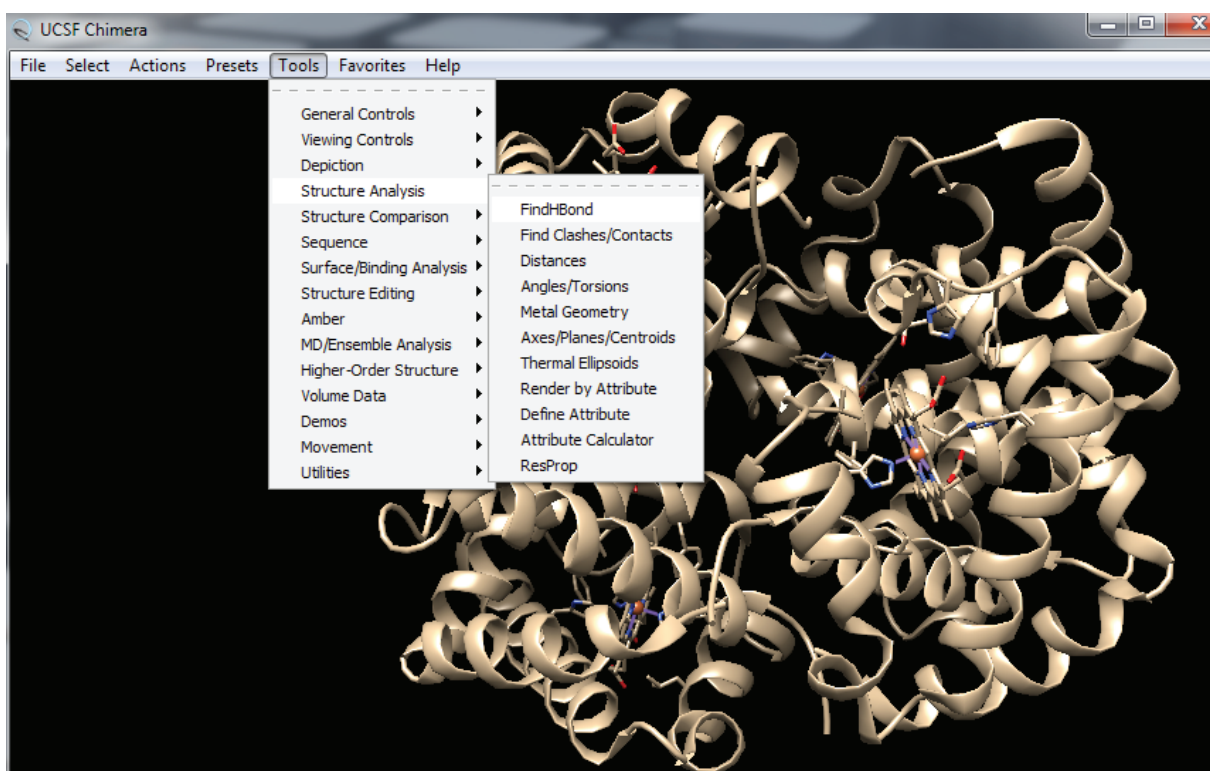 UCSF Chimera
File Select Actions Presets Tools Favorites Help
General Controls
Viewing Controls
Depiction
Structure Analysis
Structure Comparison
Sequence
Surface/Binding Analysis
Structure Editing
Amber
MD/Ensemble Analysis
Higher-Order Structure
Volume Data
Demos
Movement
Utilities
FindHBond
Find Clashes/Contacts
Distances
Angles/Torsions
Metal Geometry
Axes/Planes/Centroids
Thermal Ellipsoids
Render by Attribute
Define Attribute
Attribute Calculator
ResProp